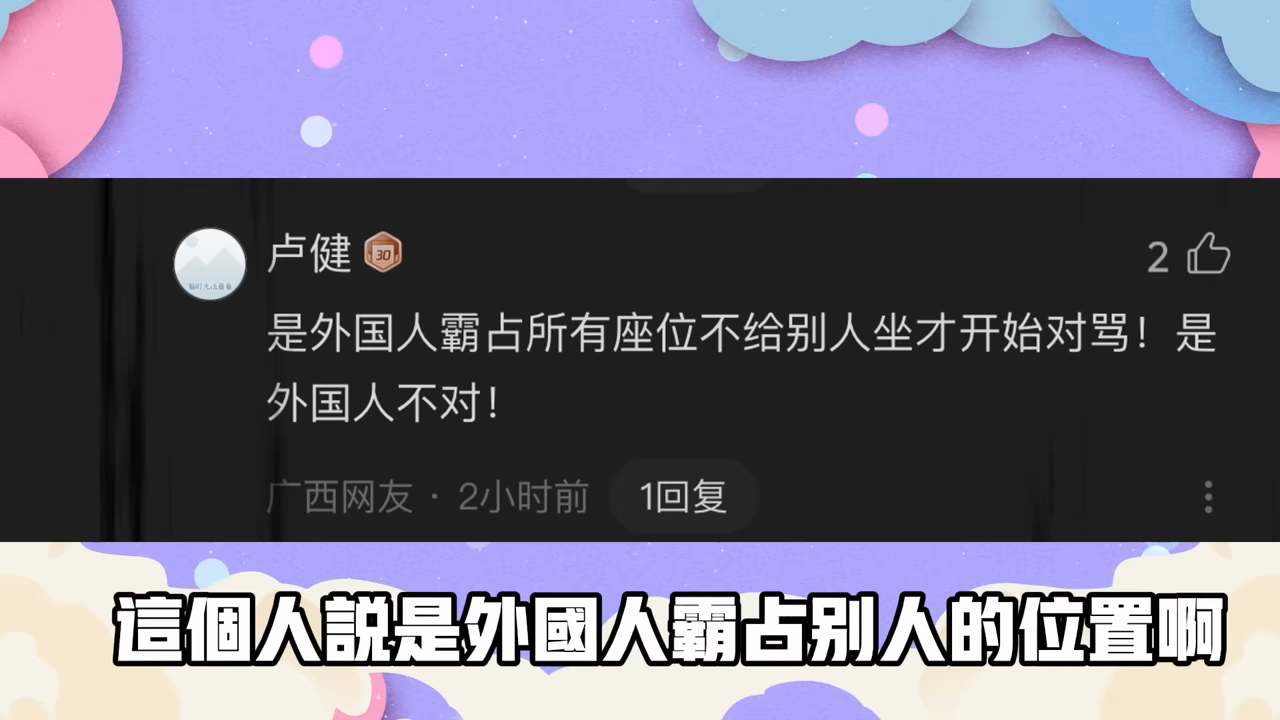 卢健 30
2
是外国人霸占所有座位不给别人坐才开始对骂！是
外国人不对！
广西网友 · 2小时前 1回复
這個人説是外國人霸占别人的位置啊